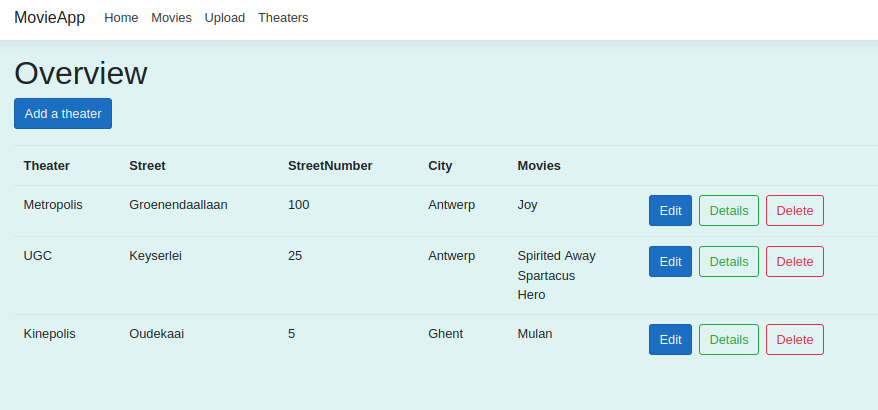 MovieApp Home Movies Upload Theaters
Overview
Add a theater
Theater Street StreetNumber City Movies
Metropolis Groenendaallaan 100 Antwerp Joy Edit Details Delete
UGC Keyserlei 25 Antwerp Spirited Away Edit Details Delete
Spartacus
Hero
Kinepolis Oudekaai 5 Ghent Mulan Edit Details Delete